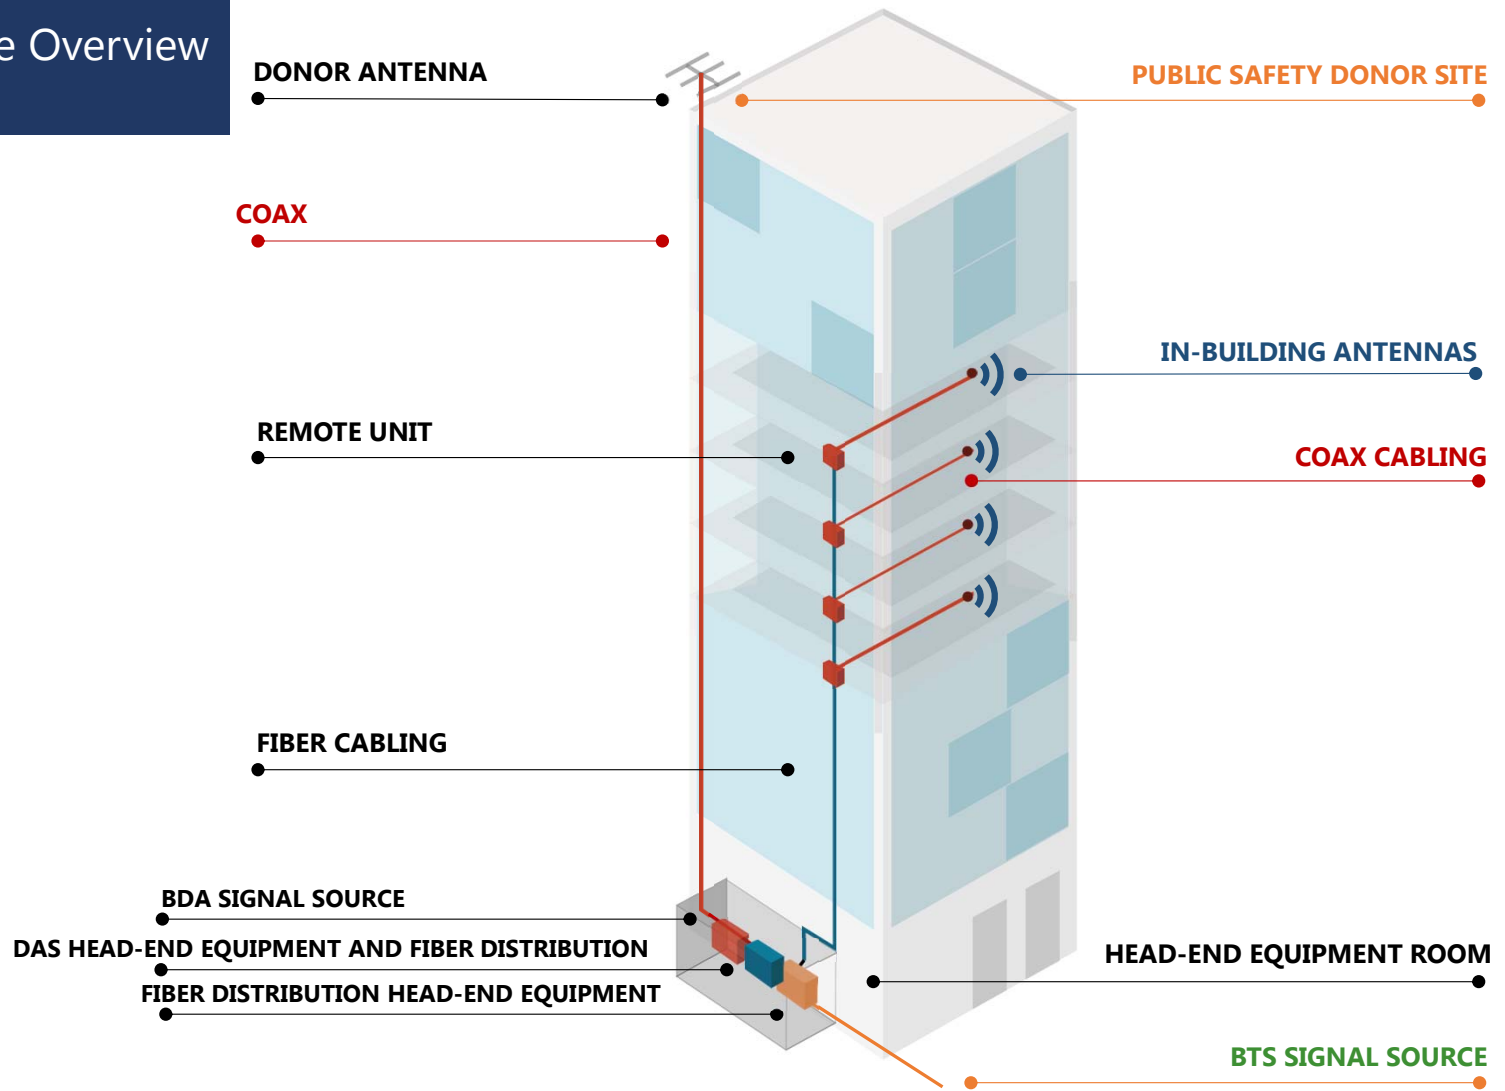 e Overview
DONOR ANTENNA
PUBLIC SAFETY DONOR SITE
COAX
IN-BUILDING ANTENNAS
REMOTE UNIT
COAX CABLING
FIBER CABLING
BDA SIGNAL SOURCE
DAS HEAD-END EQUIPMENT AND FIBER DISTRIBUTION
HEAD-END EQUIPMENT ROOM
FIBER DISTRIBUTION HEAD-END EQUIPMENT
BTS SIGNAL SOURCE